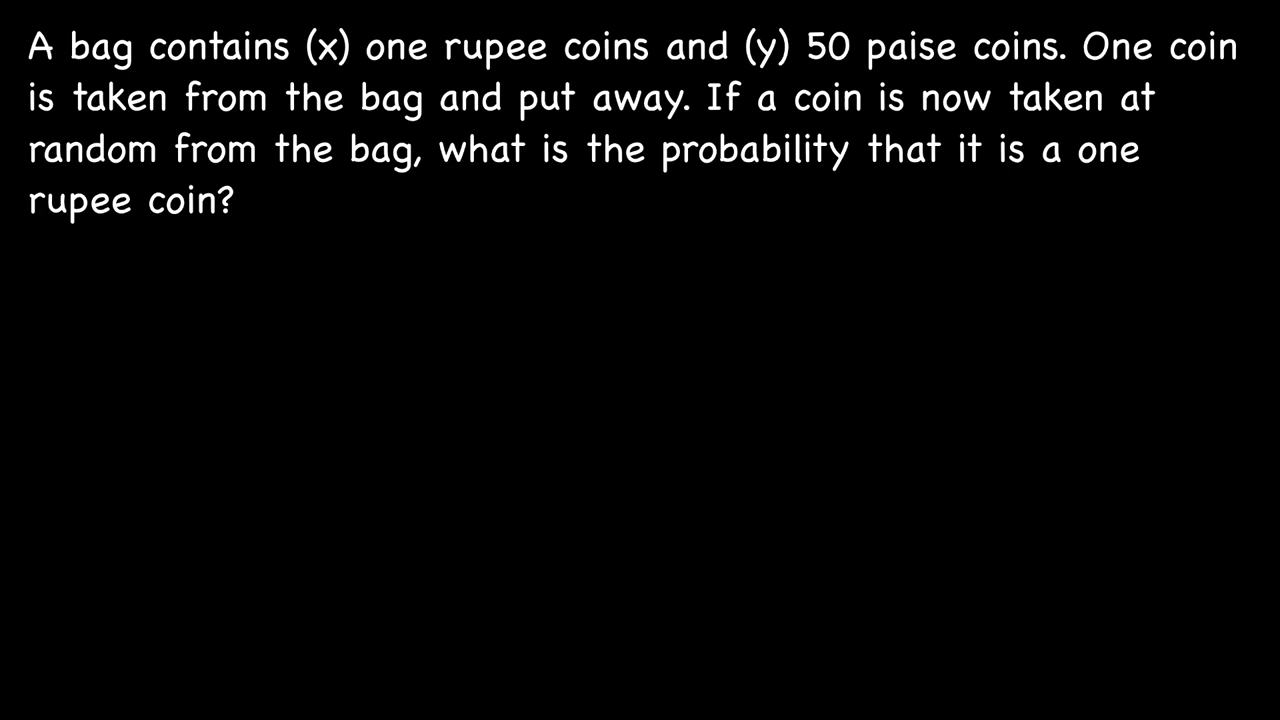 A bag contains (x) one rupee coins and (y) 50 paise coins. One coin
is taken from the bag and put away. If a coin is now taken at
random from the bag, what is the probability that it is a one
rupee coin?